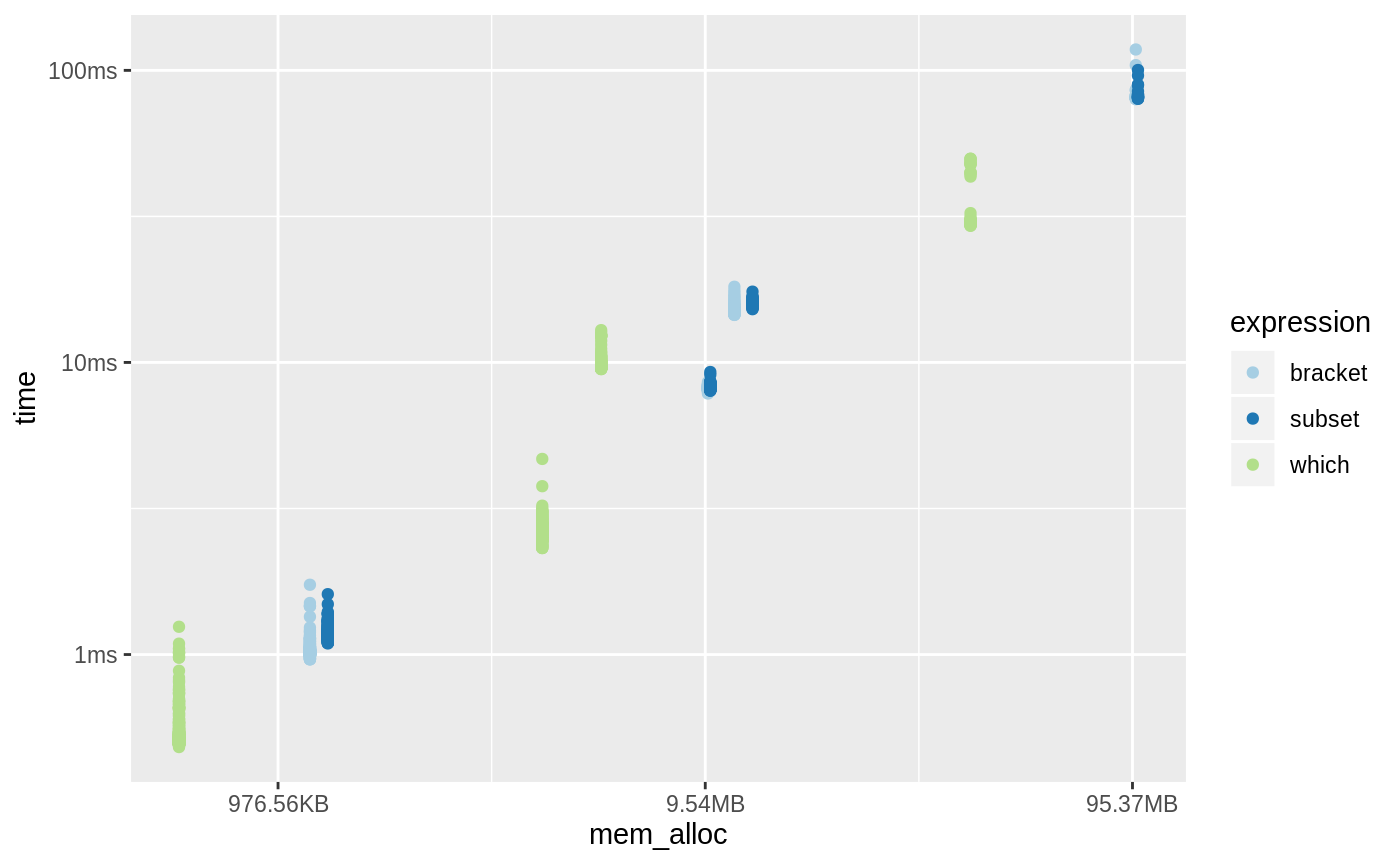 100ms
10ms
1ms
time
976.56KB
9.54MB
95.37MB
mem_alloc
expression
bracket
subset
which